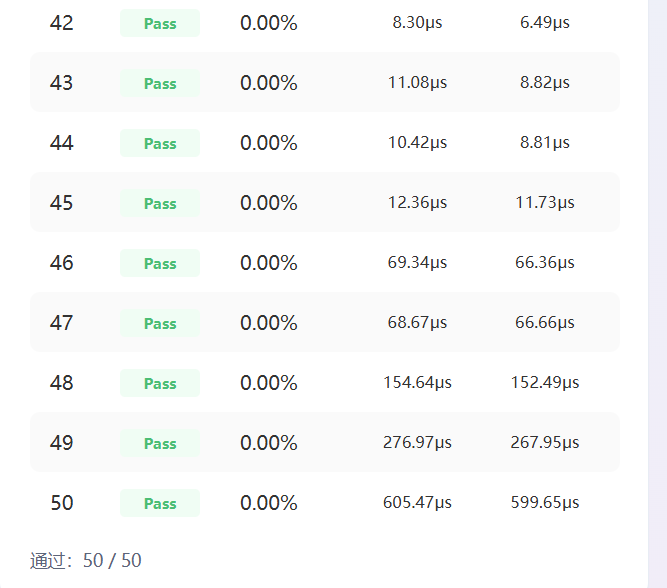 42 Pass 0.00% 8.30µs 6.49µs
43 Pass 0.00% 11.08µs 8.82µs
44 Pass 0.00% 10.42µs 8.81µs
45 Pass 0.00% 12.36µs 11.73µs
46 Pass 0.00% 69.34µs 66.36µs
47 Pass 0.00% 68.67µs 66.66µs
48 Pass 0.00% 154.64µs 152.49µs
49 Pass 0.00% 276.97µs 267.95µs
50 Pass 0.00% 605.47µs 599.65µs
通过：50 / 50